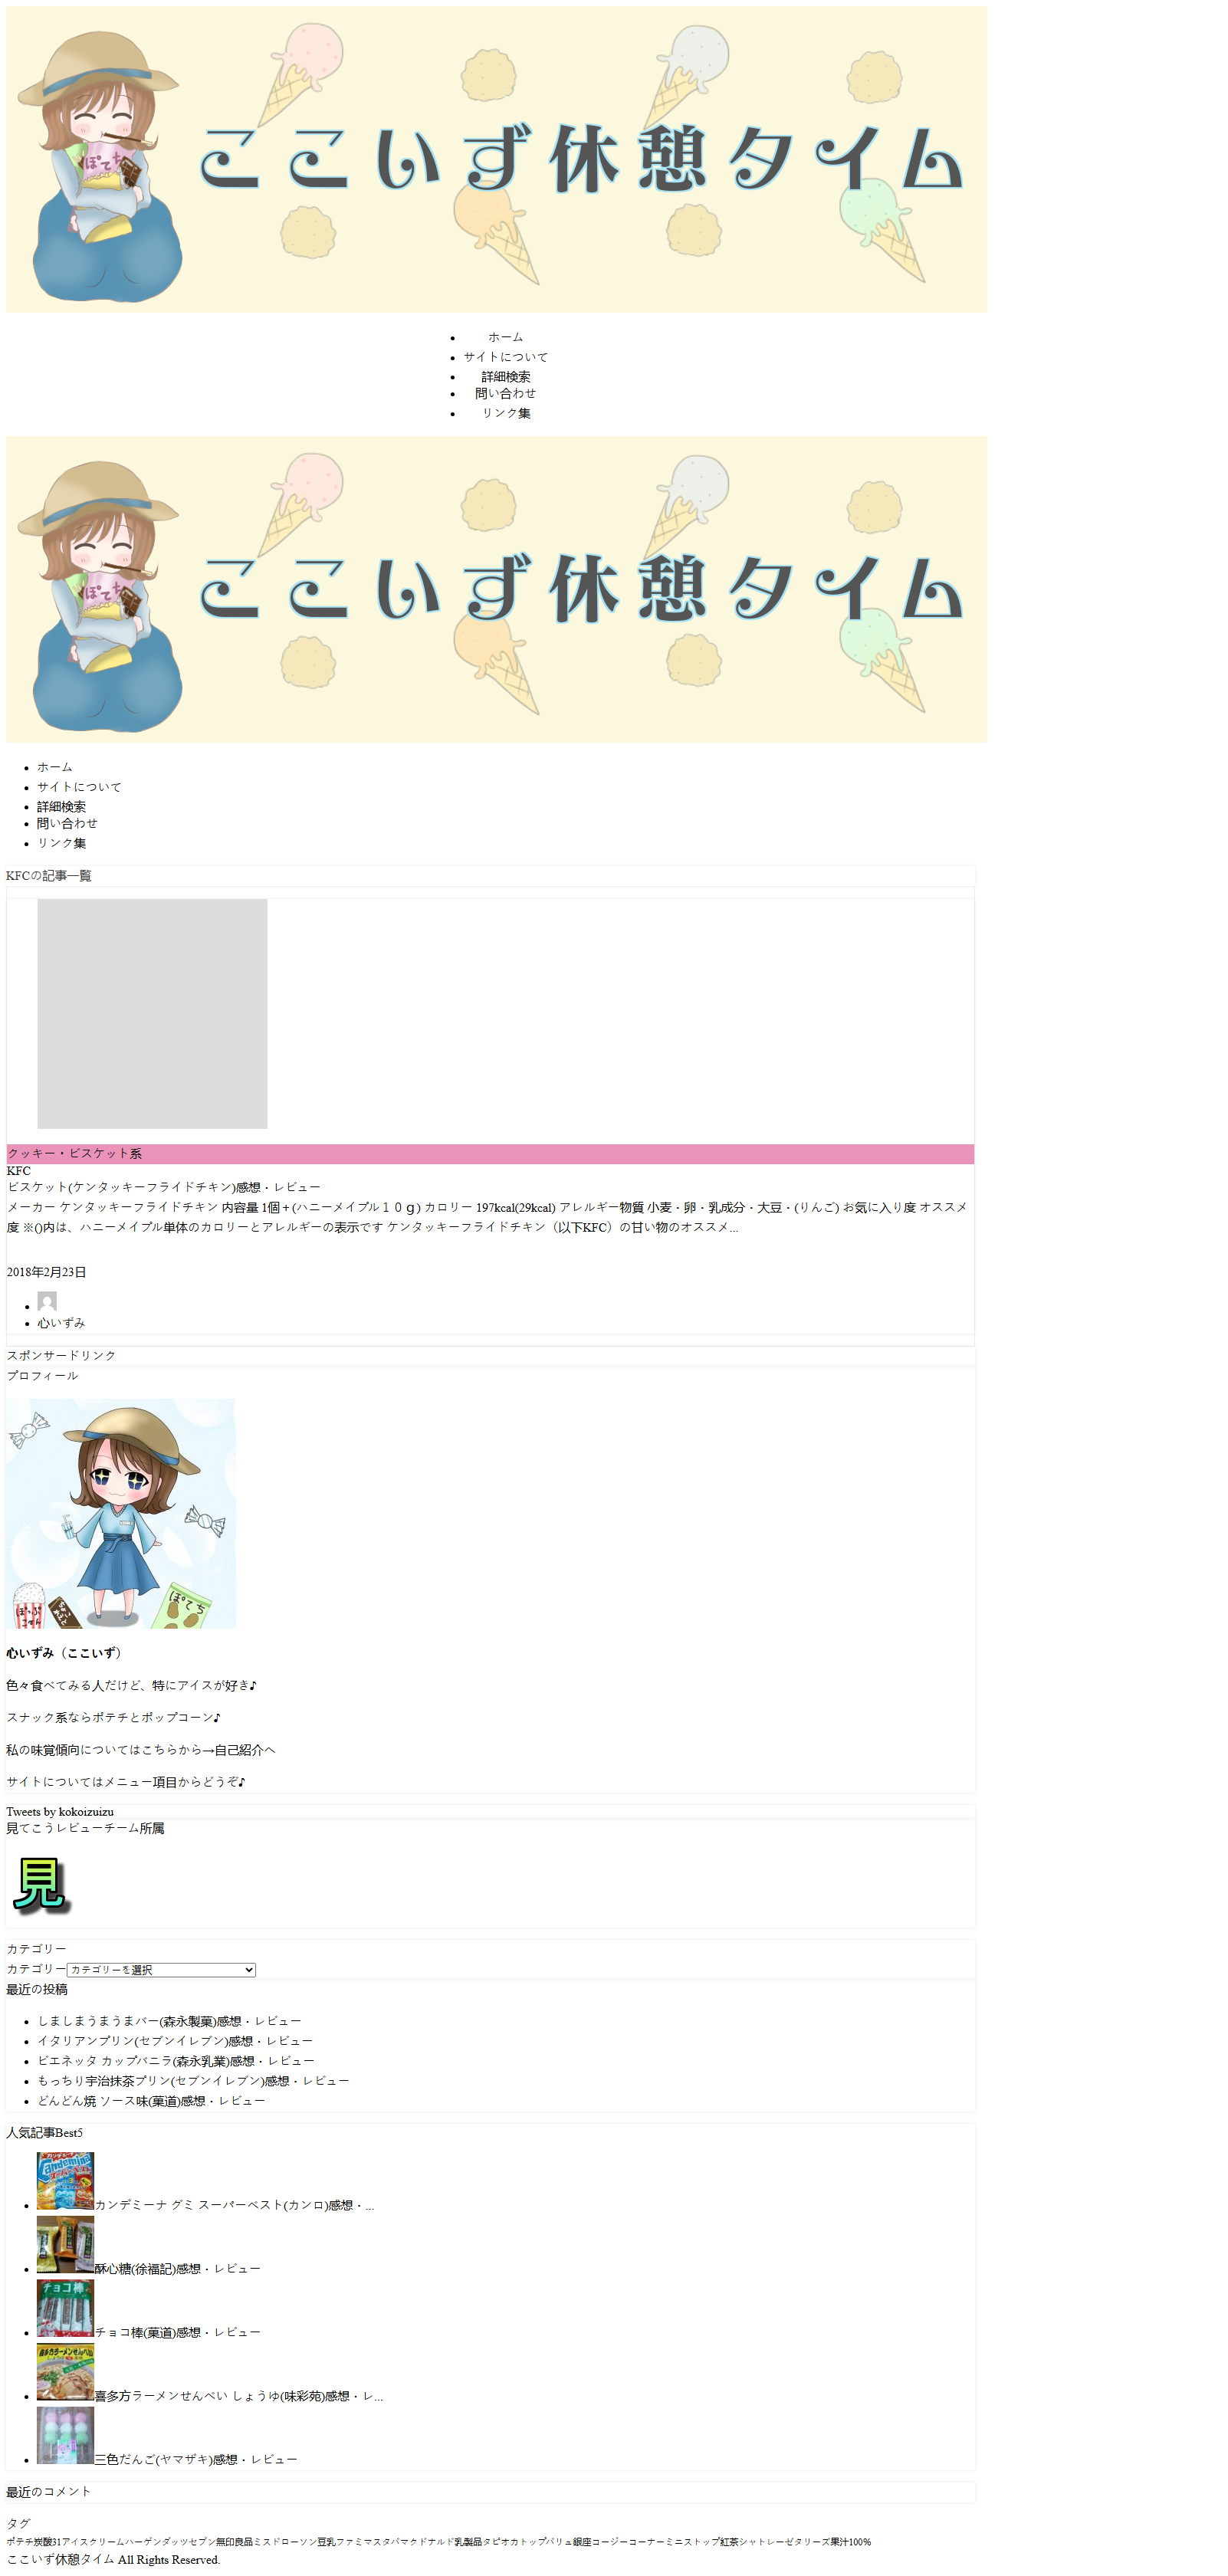 ぽてち
ここいず休憩タイム
ホーム
サイトについて
詳細検索
問い合わせ
リンク集
ぽてち
ここいず休憩タイム
ホーム
サイトについて
詳細検索
問い合わせ
リンク集
KFCの記事一覧
クッキー・ビスケット系
KFC
ビスケット(ケンタッキーフライドチキン)感想・レビュー
メーカー ケンタッキーフライドチキン 内容量 1個＋(ハニーメイプル１０ｇ) カロリー 197kcal(29kcal) アレルギー物質 小麦・卵・乳成分・大豆・(りんご) お気に入り度 オススメ
度 ※()内は、ハニーメイプル単体のカロリーとアレルギーの表示です ケンタッキーフライドチキン（以下KFC）の甘い物のオススメ...
2018年2月23日
心いずみ
スポンサードリンク
プロフィール
ぽてち
心いずみ（ここいず）
色々食べてみる人だけど、特にアイスが好き♪
スナック系ならポテチとポップコーン♪
私の味覚傾向についてはこちらから→自己紹介へ
サイトについてはメニュー項目からどうぞ♪
Tweets by kokoizuizu
見てこうレビューチーム所属
見
カテゴリー
カテゴリー カテゴリーを選択
最近の投稿
しましまうまうまバー(森永製菓)感想・レビュー
イタリアンプリン(セブンイレブン)感想・レビュー
ビエネッタ カップバニラ(森永乳業)感想・レビュー
もっちり宇治抹茶プリン(セブンイレブン)感想・レビュー
どんどん焼 ソース味(菓道)感想・レビュー
人気記事Best5
カンデミーナ グミ スーパーベスト(カンロ)感想・...
酥心糖(徐福記)感想・レビュー
チョコ棒
チョコ棒(菓道)感想・レビュー
喜多方ラーメンせんべい しょうゆ(味彩苑)感想・レ...
三色だんご(ヤマザキ)感想・レビュー
最近のコメント
タグ
ポテチ炭酸31アイスクリームハーゲンダッツセブン無印良品ミスドローソン豆乳ファミマスタバマクドナルド乳製品タピオカトップバリュ銀座コージーコーナーミニストップ紅茶シャトレーゼタリーズ果汁100%
ここいず休憩タイム All Rights Reserved.